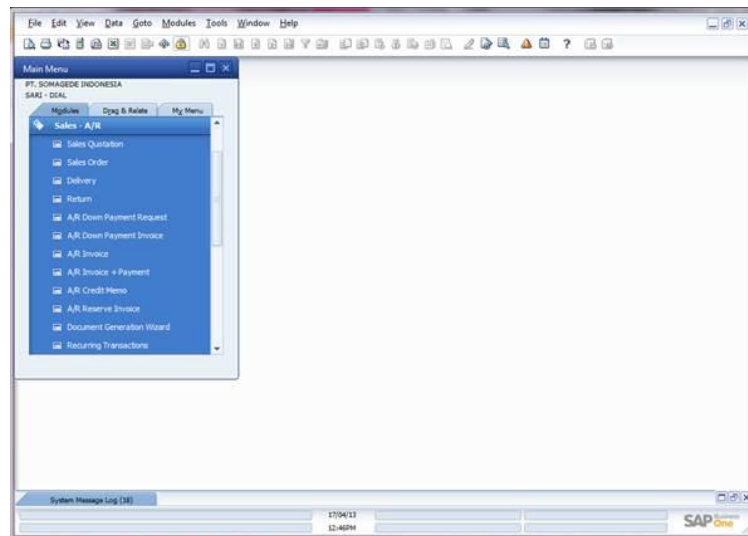 File Edit View Data Goto Modules Tools Window Help
Main Menu
PT. SOMAGEDE INDONESIA
SARI - DIAL
Modules Drag & Relate My Menu
Sales - A/R
Sales Quotation
Sales Order
Delivery
Return
A/R Down Payment Request
A/R Down Payment Invoice
A/R Invoice
A/R Invoice + Payment
A/R Credit Memo
A/R Reserve Invoice
Document Generation Wizard
Recurring Transactions
System Message Log (18)
17/04/13
12:46PM
SAP Business One